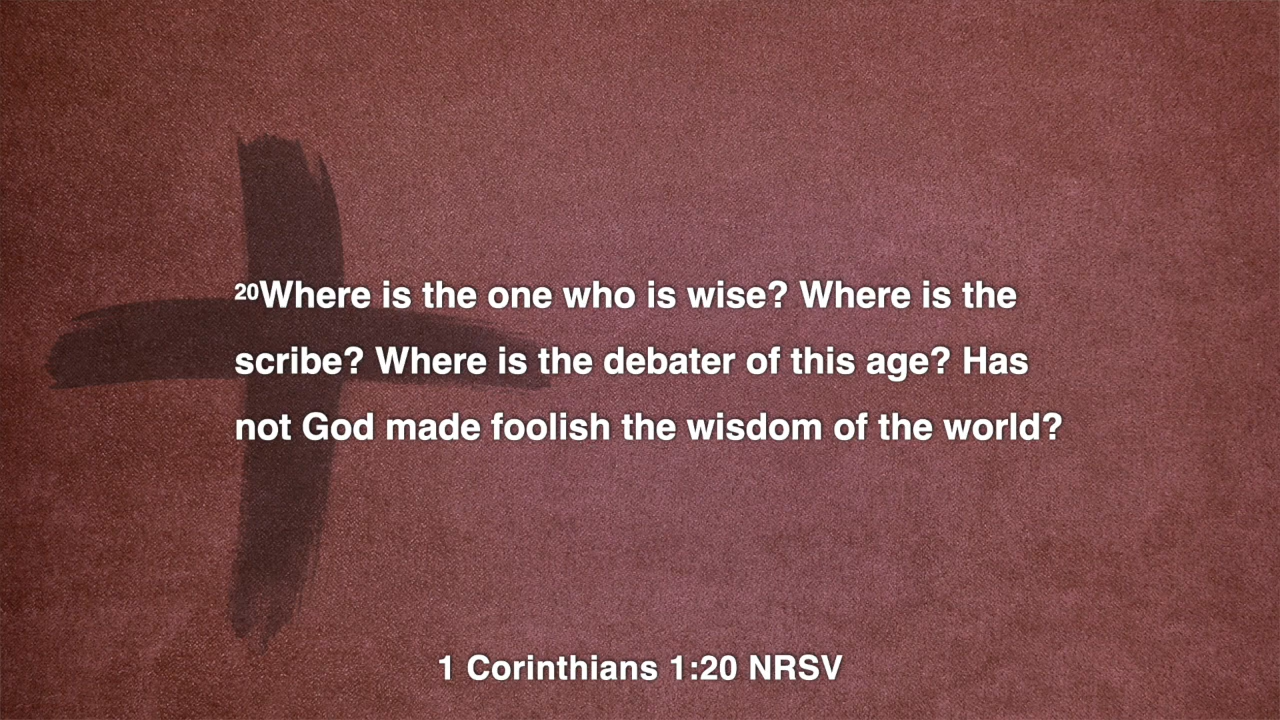 20Where is the one who is wise? Where is the
scribe? Where is the debater of this age? Has
not God made foolish the wisdom of the world?
1 Corinthians 1:20 NRSV